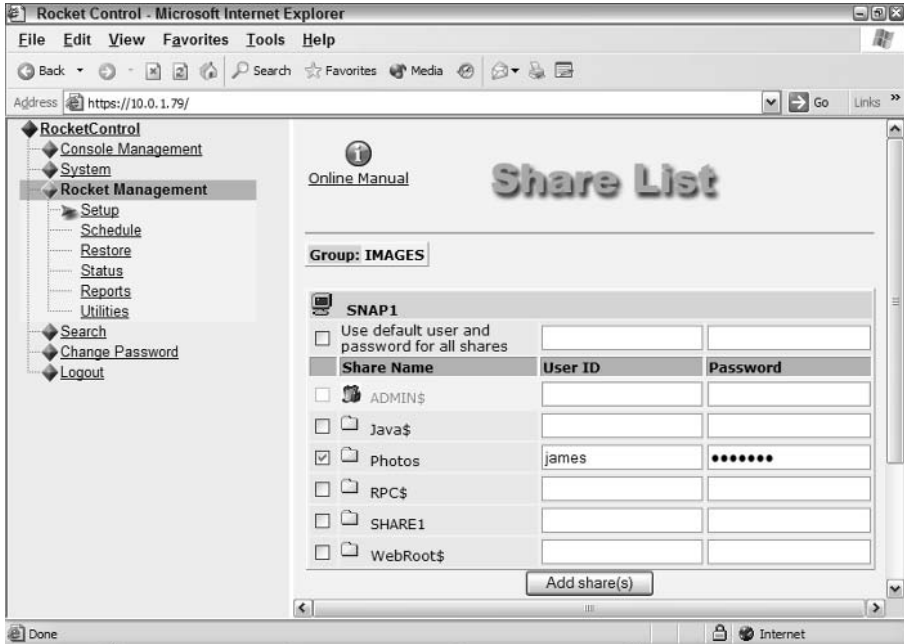 Rocket Control - Microsoft Internet Explorer
File Edit View Favorites Tools Help
Back Search Favorites Media
Address https://10.0.1.79/ Go Links »
RocketControl
Console Management
System
Rocket Management
Setup
Schedule
Restore
Status
Reports
Utilities
Search
Change Password
Logout
Online Manual
Share List
Group: IMAGES
SNAP1
Use default user and
password for all shares
Share Name User ID Password
ADMIN$
Java$
Photos james •••••••
RPC$
SHARE1
WebRoot$
Add share(s)
Done Internet